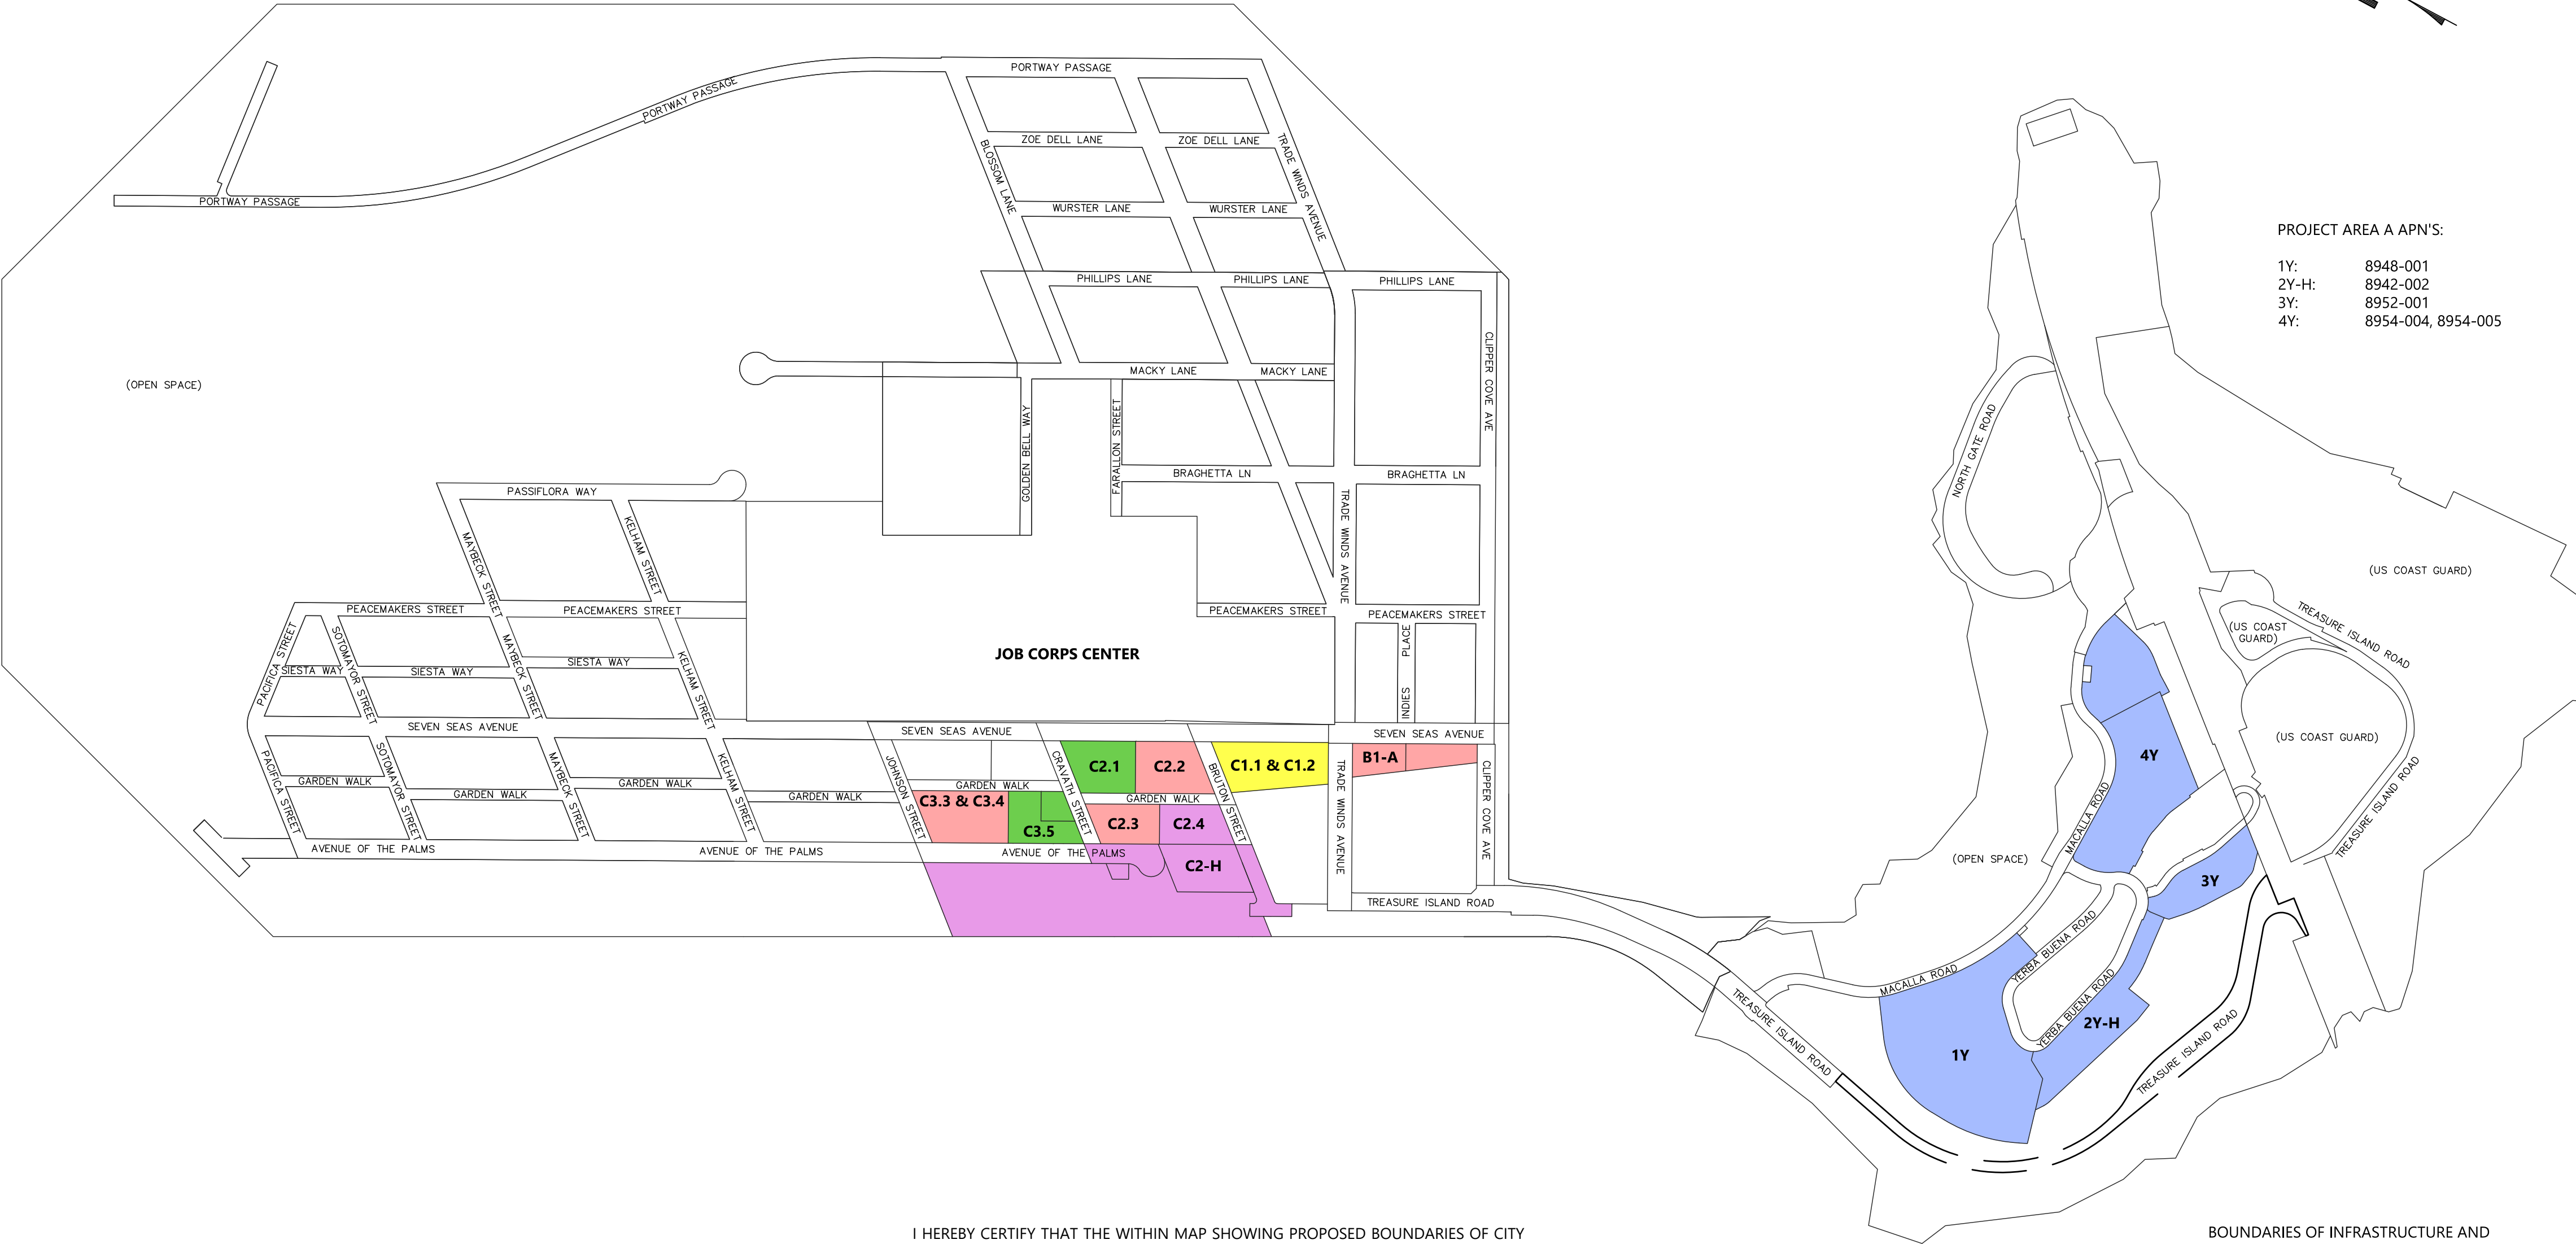 PORTWAY PASSAGE
PORTWAY PASSAGE
PORTWAY PASSAGE
ZOE DELL LANE
ZOE DELL LANE
BLOSSOM LANE
TRADE WINDS AVENUE
WURSTER LANE
WURSTER LANE
PHILLIPS LANE
PHILLIPS LANE
PHILLIPS LANE
(OPEN SPACE)
MACKY LANE
MACKY LANE
CLIPPER COVE AVE
GOLDEN BELL WAY
FARALLON STREET
BRAGHETTA LN
BRAGHETTA LN
PASSIFLORA WAY
KELHAM STREET
MAYBECK STREET
TRADE WINDS AVENUE
PEACEMAKERS STREET
PEACEMAKERS STREET
PEACEMAKERS STREET
PEACEMAKERS STREET
PACIFICA STREET
SOTOMAYOR STREET
MAYBECK STREET
KELHAM STREET
SIESTA WAY
SIESTA WAY
SIESTA WAY
JOB CORPS CENTER
INDIES PLACE
SEVEN SEAS AVENUE
SEVEN SEAS AVENUE
SEVEN SEAS AVENUE
PACIFICA STREET
SOTOMAYOR STREET
MAYBECK STREET
KELHAM STREET
JOHNSON STREET
CRAVATH STREET
BRUTON STREET
TRADE WINDS AVENUE
CLIPPER COVE AVE
C2.1
C2.2
C1.1 & C1.2
B1-A
GARDEN WALK
GARDEN WALK
GARDEN WALK
GARDEN WALK
GARDEN WALK
GARDEN WALK
C3.3 & C3.4
C3.5
C2.3
C2.4
AVENUE OF THE PALMS
AVENUE OF THE PALMS
AVENUE OF THE PALMS
C2-H
TREASURE ISLAND ROAD
PROJECT AREA A APN'S:
1Y: 8948-001
2Y-H: 8942-002
3Y: 8952-001
4Y: 8954-004, 8954-005
NORTH GATE ROAD
(US COAST GUARD)
(US COAST
GUARD)
TREASURE ISLAND ROAD
(US COAST GUARD)
4Y
MACALLA ROAD
TREASURE ISLAND ROAD
(OPEN SPACE)
3Y
YERBA BUENA ROAD
MACALLA ROAD
YERBA BUENA ROAD
2Y-H
1Y
TREASURE ISLAND ROAD
TREASURE ISLAND ROAD
I HEREBY CERTIFY THAT THE WITHIN MAP SHOWING PROPOSED BOUNDARIES OF CITY
BOUNDARIES OF INFRASTRUCTURE AND